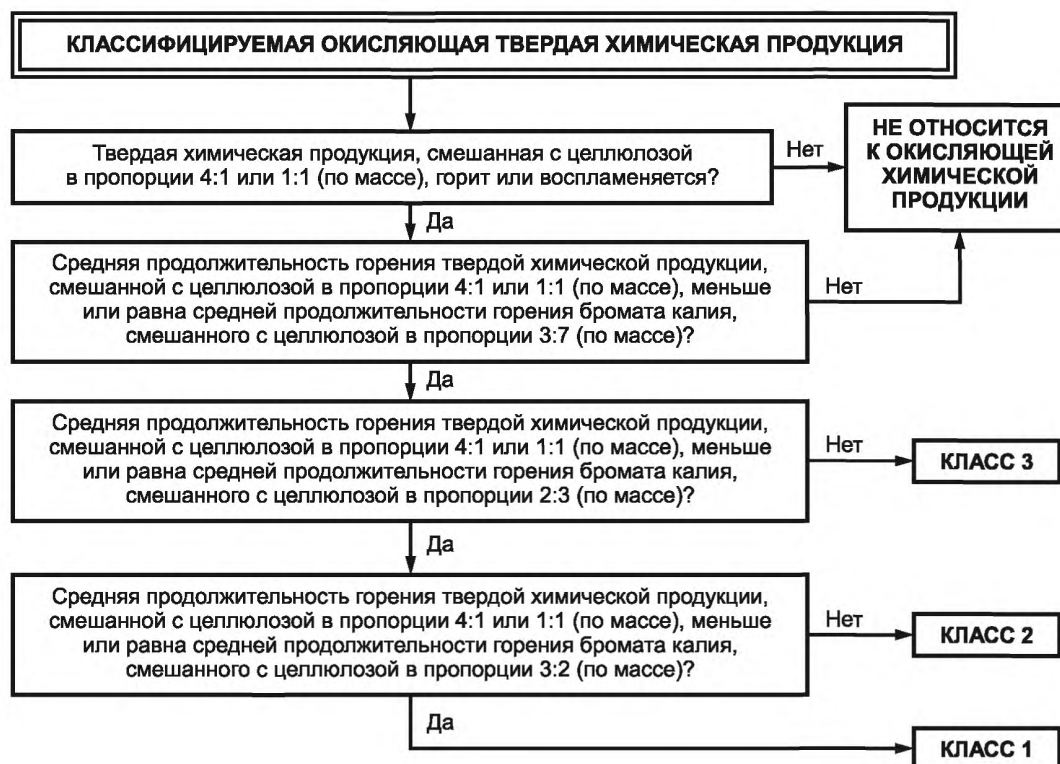 КЛАССИФИЦИРУЕМАЯ ОКИСЛЯЮЩАЯ ТВЕРДАЯ ХИМИЧЕСКАЯ ПРОДУКЦИЯ
Твердая химическая продукция, смешанная с целлюлозой
в пропорции 4:1 или 1:1 (по массе), горит или воспламеняется?
Нет
НЕ ОТНОСИТСЯ
К ОКИСЛЯЮЩЕЙ
ХИМИЧЕСКОЙ
ПРОДУКЦИИ
Да
Средняя продолжительность горения твердой химической продукции,
смешанной с целлюлозой в пропорции 4:1 или 1:1 (по массе), меньше
или равна средней продолжительности горения бромата калия,
смешанного с целлюлозой в пропорции 3:7 (по массе)?
Нет
Да
Средняя продолжительность горения твердой химической продукции,
смешанной с целлюлозой в пропорции 4:1 или 1:1 (по массе), меньше
или равна средней продолжительности горения бромата калия,
смешанного с целлюлозой в пропорции 2:3 (по массе)?
Нет
КЛАСС 3
Да
Средняя продолжительность горения твердой химической продукции,
смешанной с целлюлозой в пропорции 4:1 или 1:1 (по массе), меньше
или равна средней продолжительности горения бромата калия,
смешанного с целлюлозой в пропорции 3:2 (по массе)?
Нет
КЛАСС 2
Да
КЛАСС 1